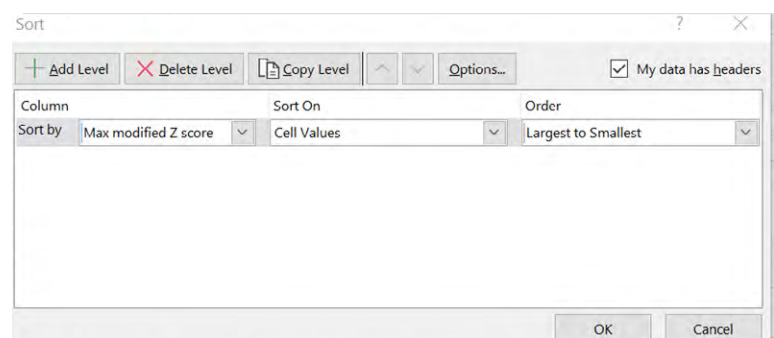 Sort ?
Add Level Delete Level Copy Level Options... My data has headers
Column Sort On Order
Sort by Max modified Z score Cell Values Largest to Smallest
OK Cancel